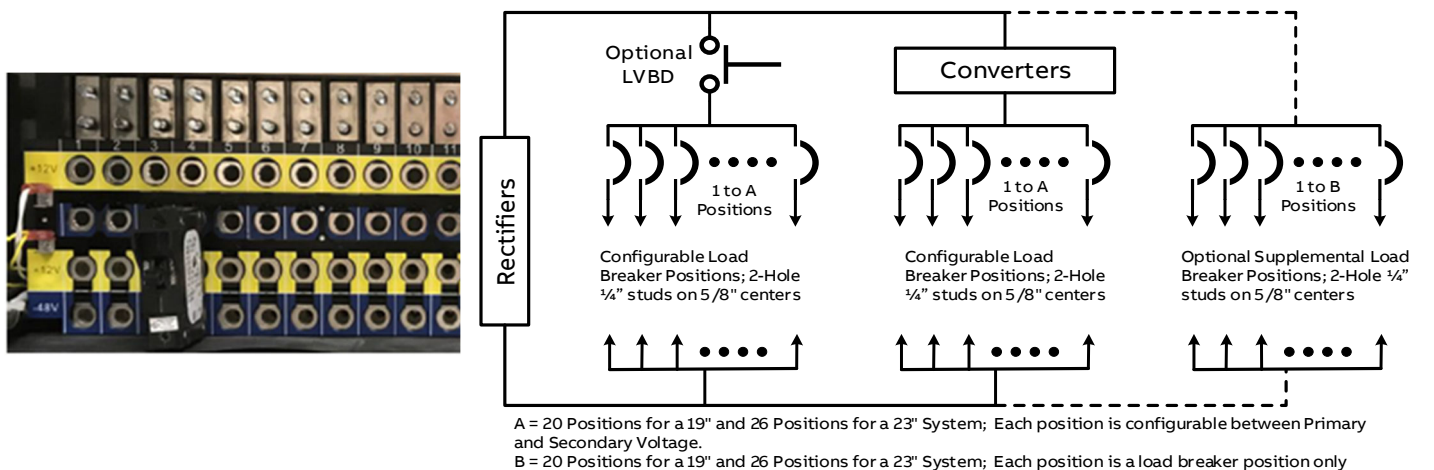 1 2 3 4 5 6 7 8 9 10 11
+12V
+12V
-48V
Rectifiers
Optional
LVBD
Converters
1 to A
Positions
1 to A
Positions
1 to B
Positions
Configurable Load
Breaker Positions; 2-Hole
¼” studs on 5/8" centers
Configurable Load
Breaker Positions; 2-Hole
¼” studs on 5/8" centers
Optional Supplemental Load
Breaker Positions; 2-Hole ¼”
studs on 5/8" centers
A = 20 Positions for a 19" and 26 Positions for a 23" System; Each position is configurable between Primary
and Secondary Voltage.
B = 20 Positions for a 19" and 26 Positions for a 23" System; Each position is a load breaker position only